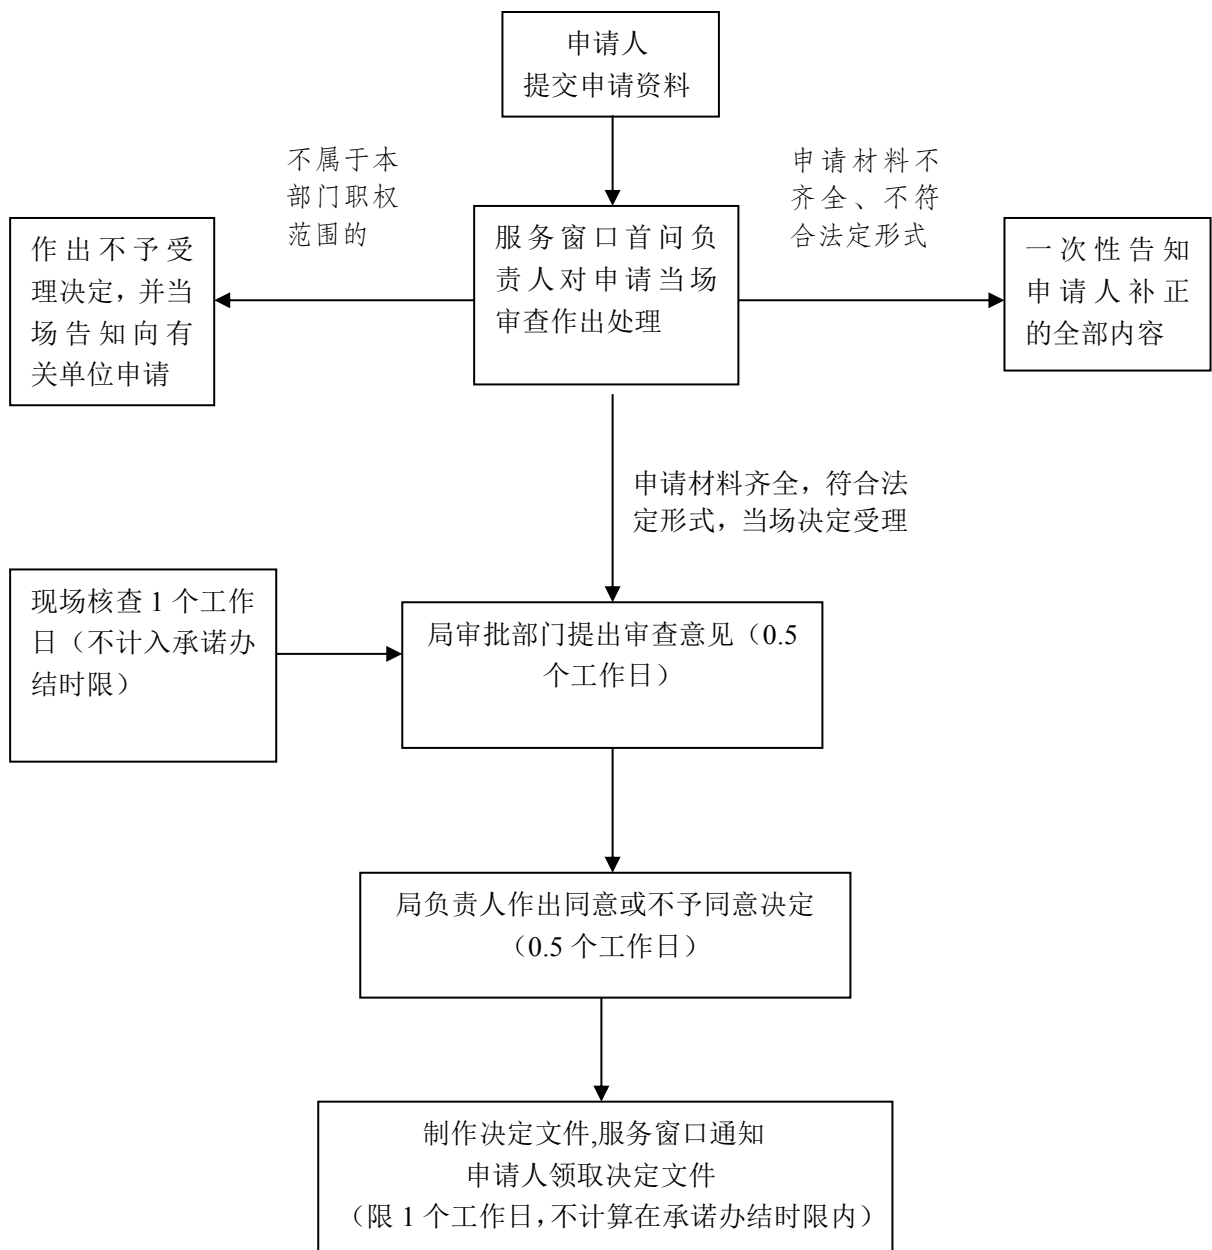 申请人
提交申请资料
不属于本
部门职权
范围的
申请材料不
齐全、不符
合法定形式
作出不予受
理决定，并当
场告知向有
关单位申请
服务窗口首问负
责人对申请当场
审查作出处理
一次性告知
申请人补正
的全部内容
申请材料齐全，符合法
定形式，当场决定受理
现场核查 1 个工作
日（不计入承诺办
结时限）
局审批部门提出审查意见（0.5
个工作日）
局负责人作出同意或不予同意决定
（0.5 个工作日）
制作决定文件,服务窗口通知
申请人领取决定文件
（限 1 个工作日，不计算在承诺办结时限内）